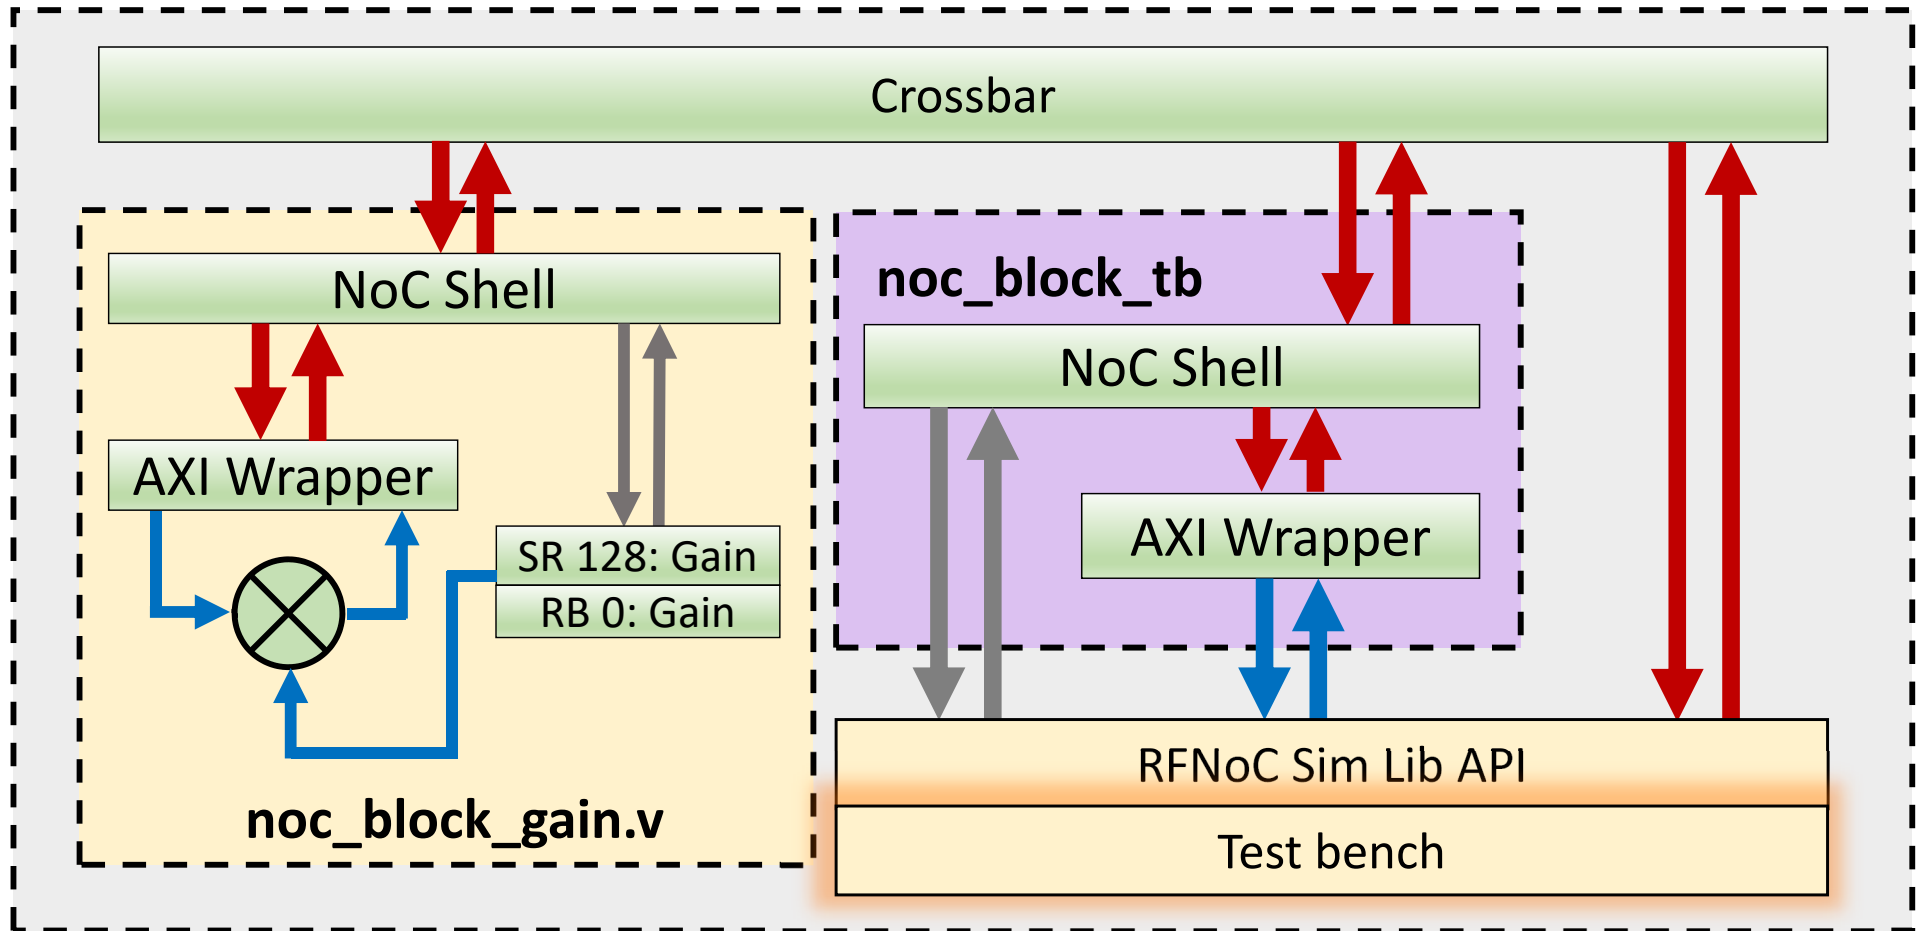 Crossbar
NoC Shell
AXI Wrapper
SR 128: Gain
RB 0: Gain
noc_block_gain.v
noc_block_tb
NoC Shell
AXI Wrapper
RFNoC Sim Lib API
Test bench